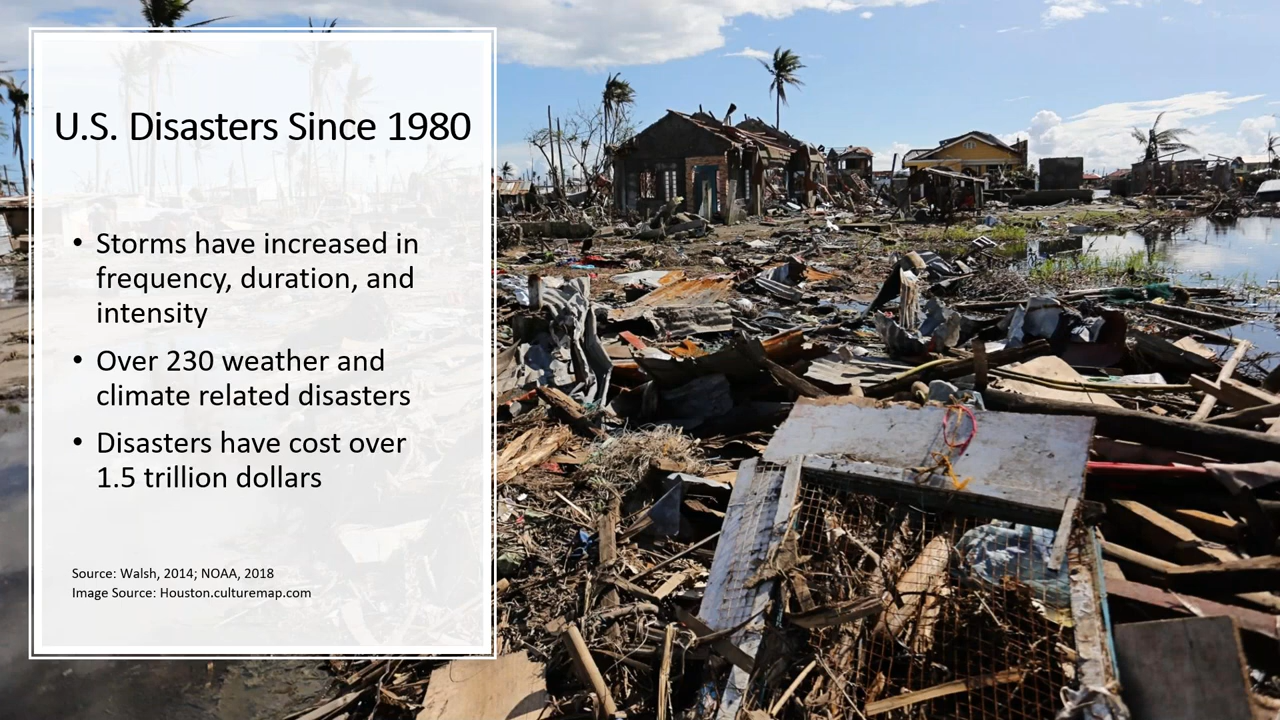 U.S. Disasters Since 1980
• Storms have increased in
frequency, duration, and
intensity
• Over 230 weather and
climate related disasters
• Disasters have cost over
1.5 trillion dollars
Source: Walsh, 2014; NOAA, 2018
Image Source: Houston.culturemap.com